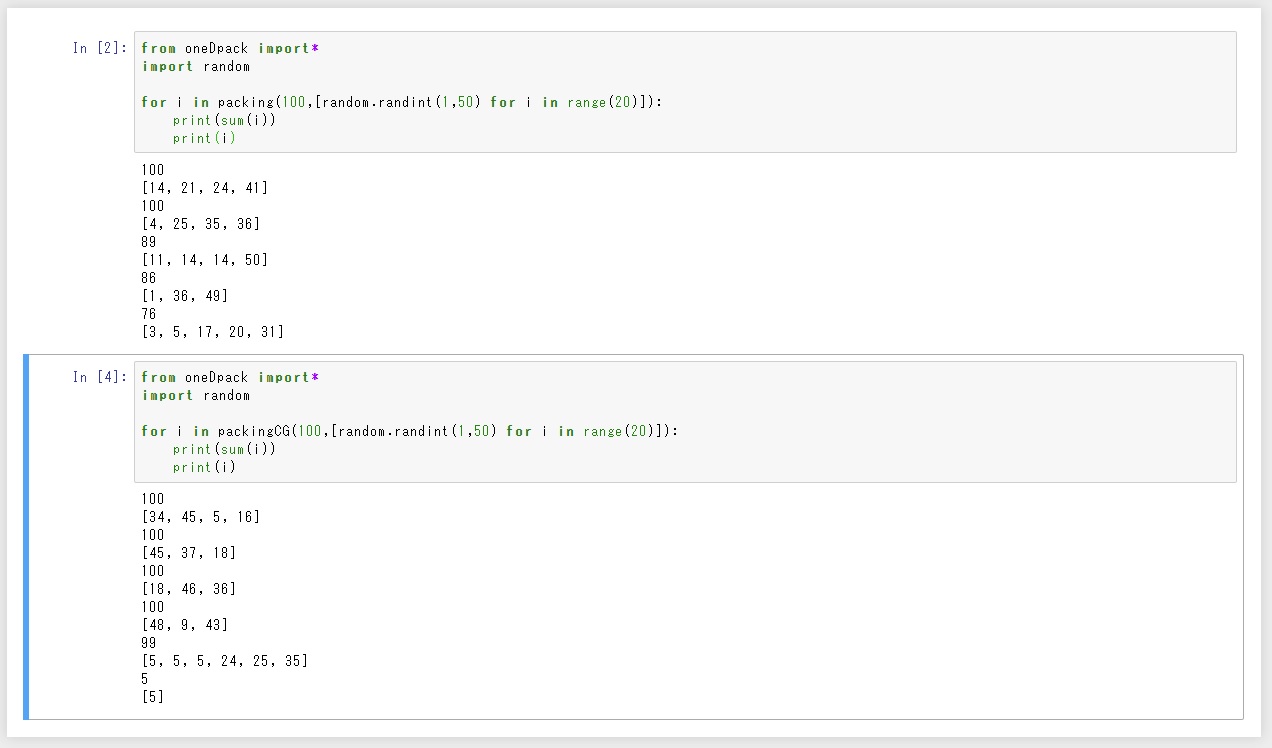 In [2]: from oneDpack import*
import random
for i in packing(100,[random.randint(1,50) for i in range(20)]):
    print(sum(i))
    print(i)
100
[14, 21, 24, 41]
100
[4, 25, 35, 36]
89
[11, 14, 14, 50]
86
[1, 36, 49]
76
[3, 5, 17, 20, 31]
In [4]: from oneDpack import*
import random
for i in packingCG(100,[random.randint(1,50) for i in range(20)]):
    print(sum(i))
    print(i)
100
[34, 45, 5, 16]
100
[45, 37, 18]
100
[18, 46, 36]
100
[48, 9, 43]
99
[5, 5, 5, 24, 25, 35]
5
[5]